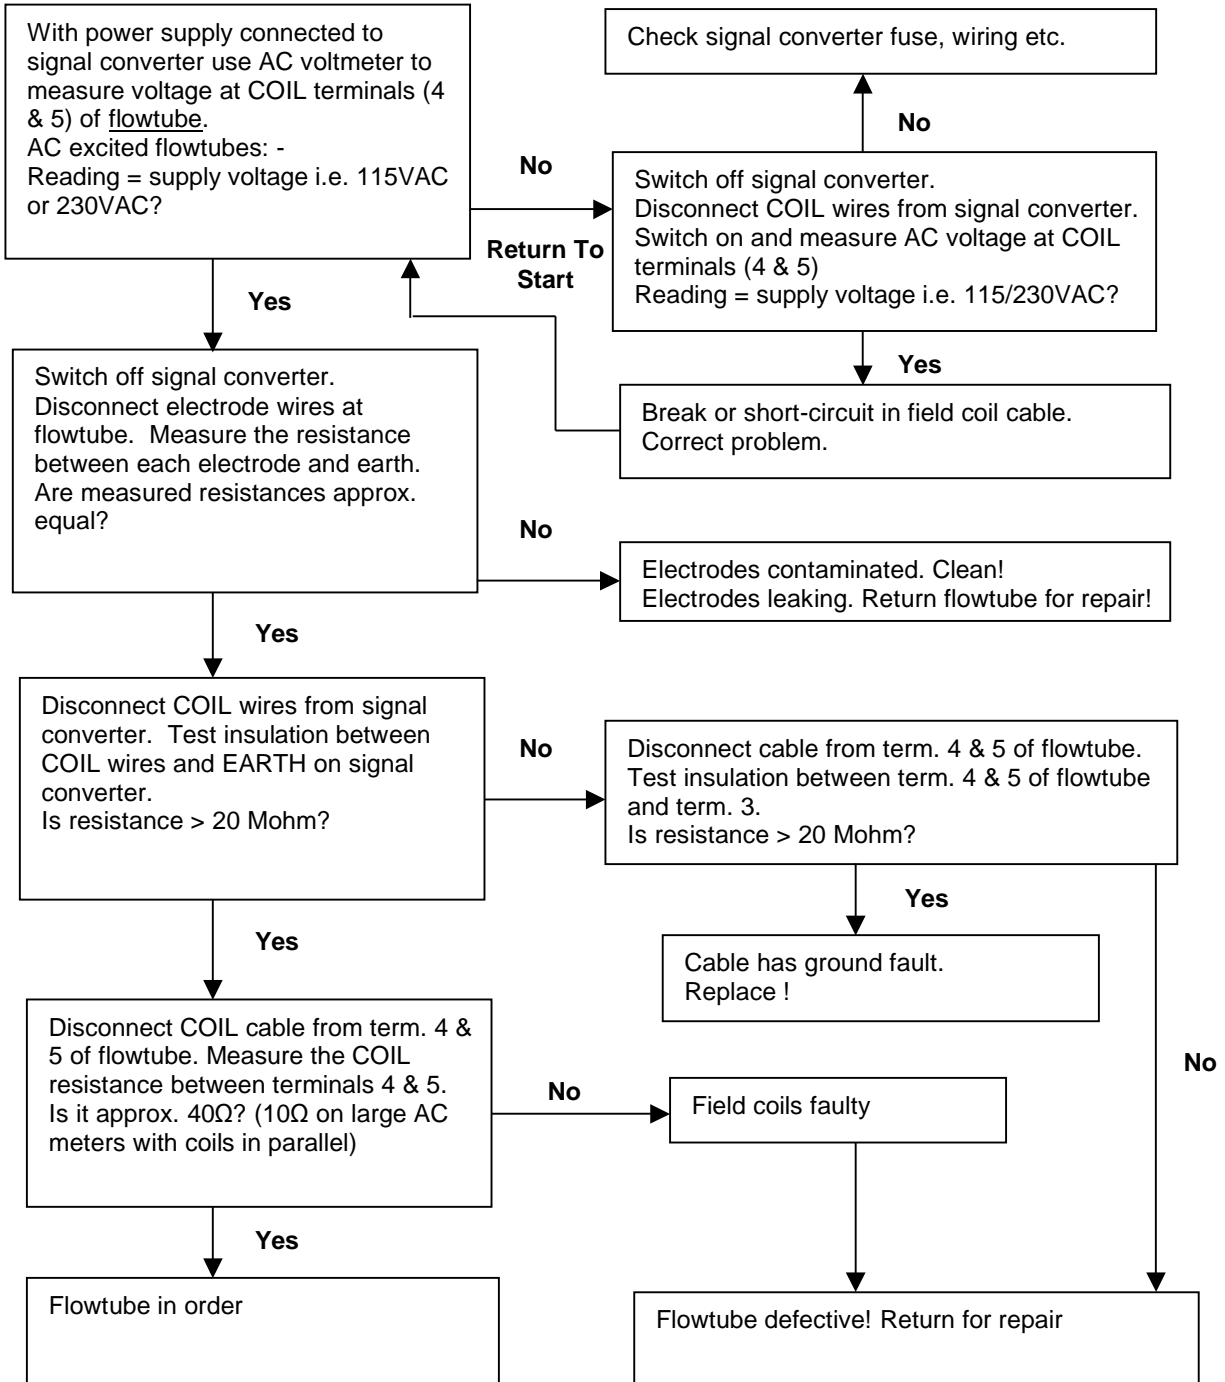 With power supply connected to
signal converter use AC voltmeter to
measure voltage at COIL terminals (4
& 5) of flowtube.
AC excited flowtubes: -
Reading = supply voltage i.e. 115VAC
or 230VAC?
Check signal converter fuse, wiring etc.
No
No
Switch off signal converter.
Disconnect COIL wires from signal converter.
Switch on and measure AC voltage at COIL
terminals (4 & 5)
Reading = supply voltage i.e. 115/230VAC?
Return To
Start
Yes
Yes
Switch off signal converter.
Disconnect electrode wires at
flowtube.  Measure the resistance
between each electrode and earth.
Are measured resistances approx.
equal?
Break or short-circuit in field coil cable.
Correct problem.
No
Electrodes contaminated. Clean!
Electrodes leaking. Return flowtube for repair!
Yes
Disconnect COIL wires from signal
converter.  Test insulation between
COIL wires and EARTH on signal
converter.
Is resistance > 20 Mohm?
No
Disconnect cable from term. 4 & 5 of flowtube.
Test insulation between term. 4 & 5 of flowtube
and term. 3.
Is resistance > 20 Mohm?
Yes
Yes
Cable has ground fault.
Replace !
Disconnect COIL cable from term. 4 &
5 of flowtube. Measure the COIL
resistance between terminals 4 & 5.
Is it approx. 40Ω? (10Ω on large AC
meters with coils in parallel)
No
No
Field coils faulty
Yes
Flowtube in order
Flowtube defective! Return for repair